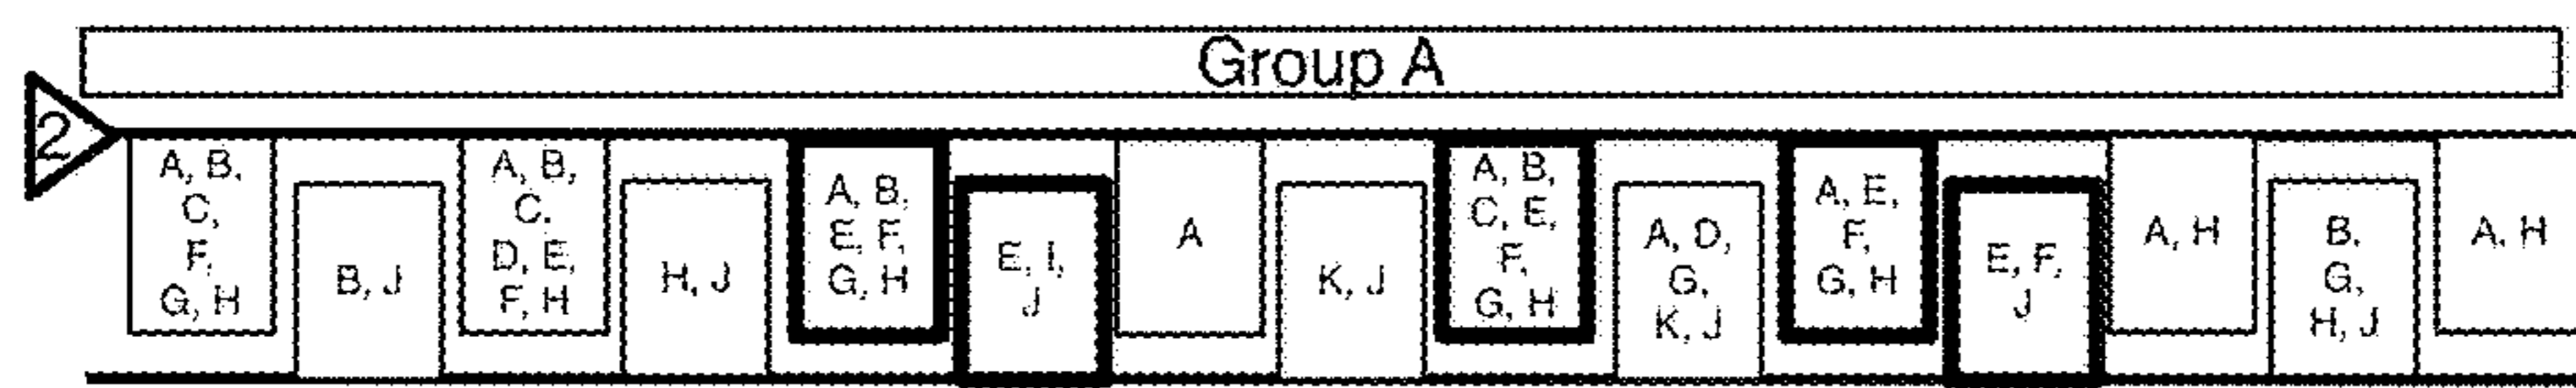 Group A
2
A, B,
C,
F,
G, H
B, J
A, B,
C.
D, E,
F, H
H, J
A, B,
E, F,
G, H
E, I,
J
A
K, J
A, B,
C, E,
F,
G, H
A, D,
G,
K, J
A, E,
F,
G, H
E, F,
J
A, H
B,
G,
H, J
A, H